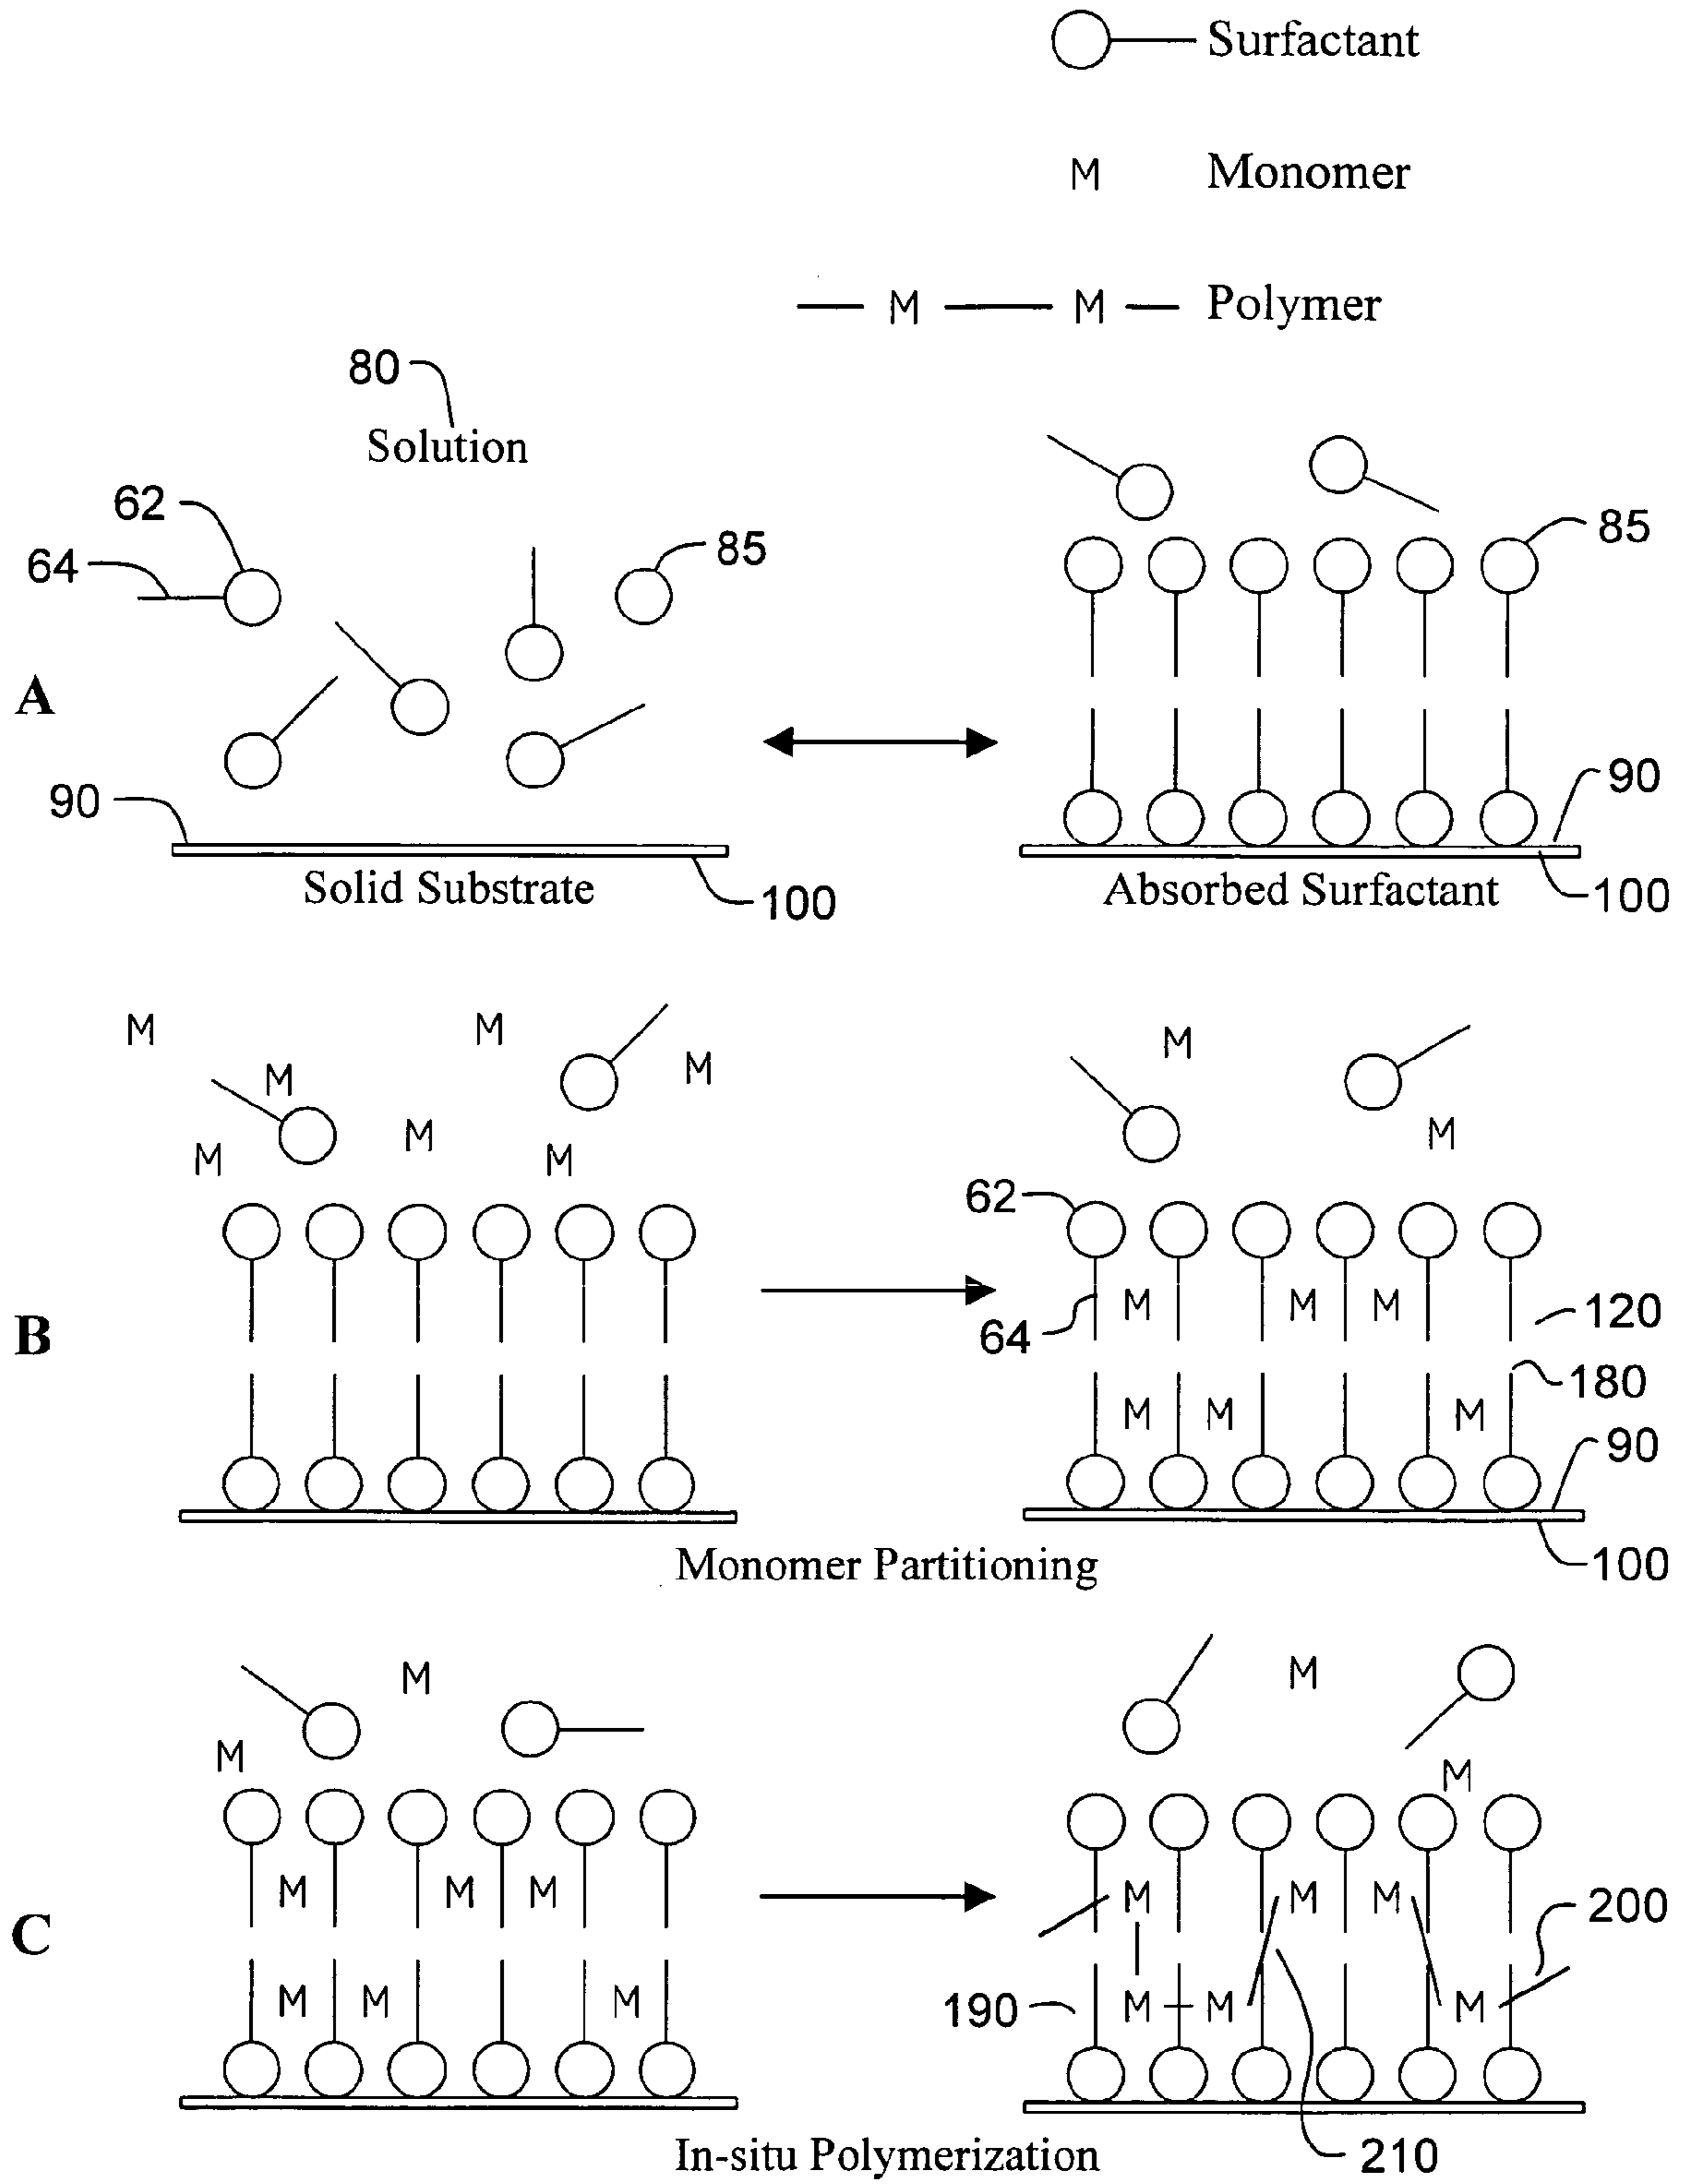 Surfactant
M Monomer
— M — M — Polymer
80
Solution
62
64
85
85
A
90
90
Solid Substrate
100
Absorbed Surfactant
100
M M M
M M
M M M M
62
64
M M M
120
B
180
M M M
90
100
Monomer Partitioning
M M
M M
M M M
M M M
200
C
190
M M M
M M M
210
In-situ Polymerization